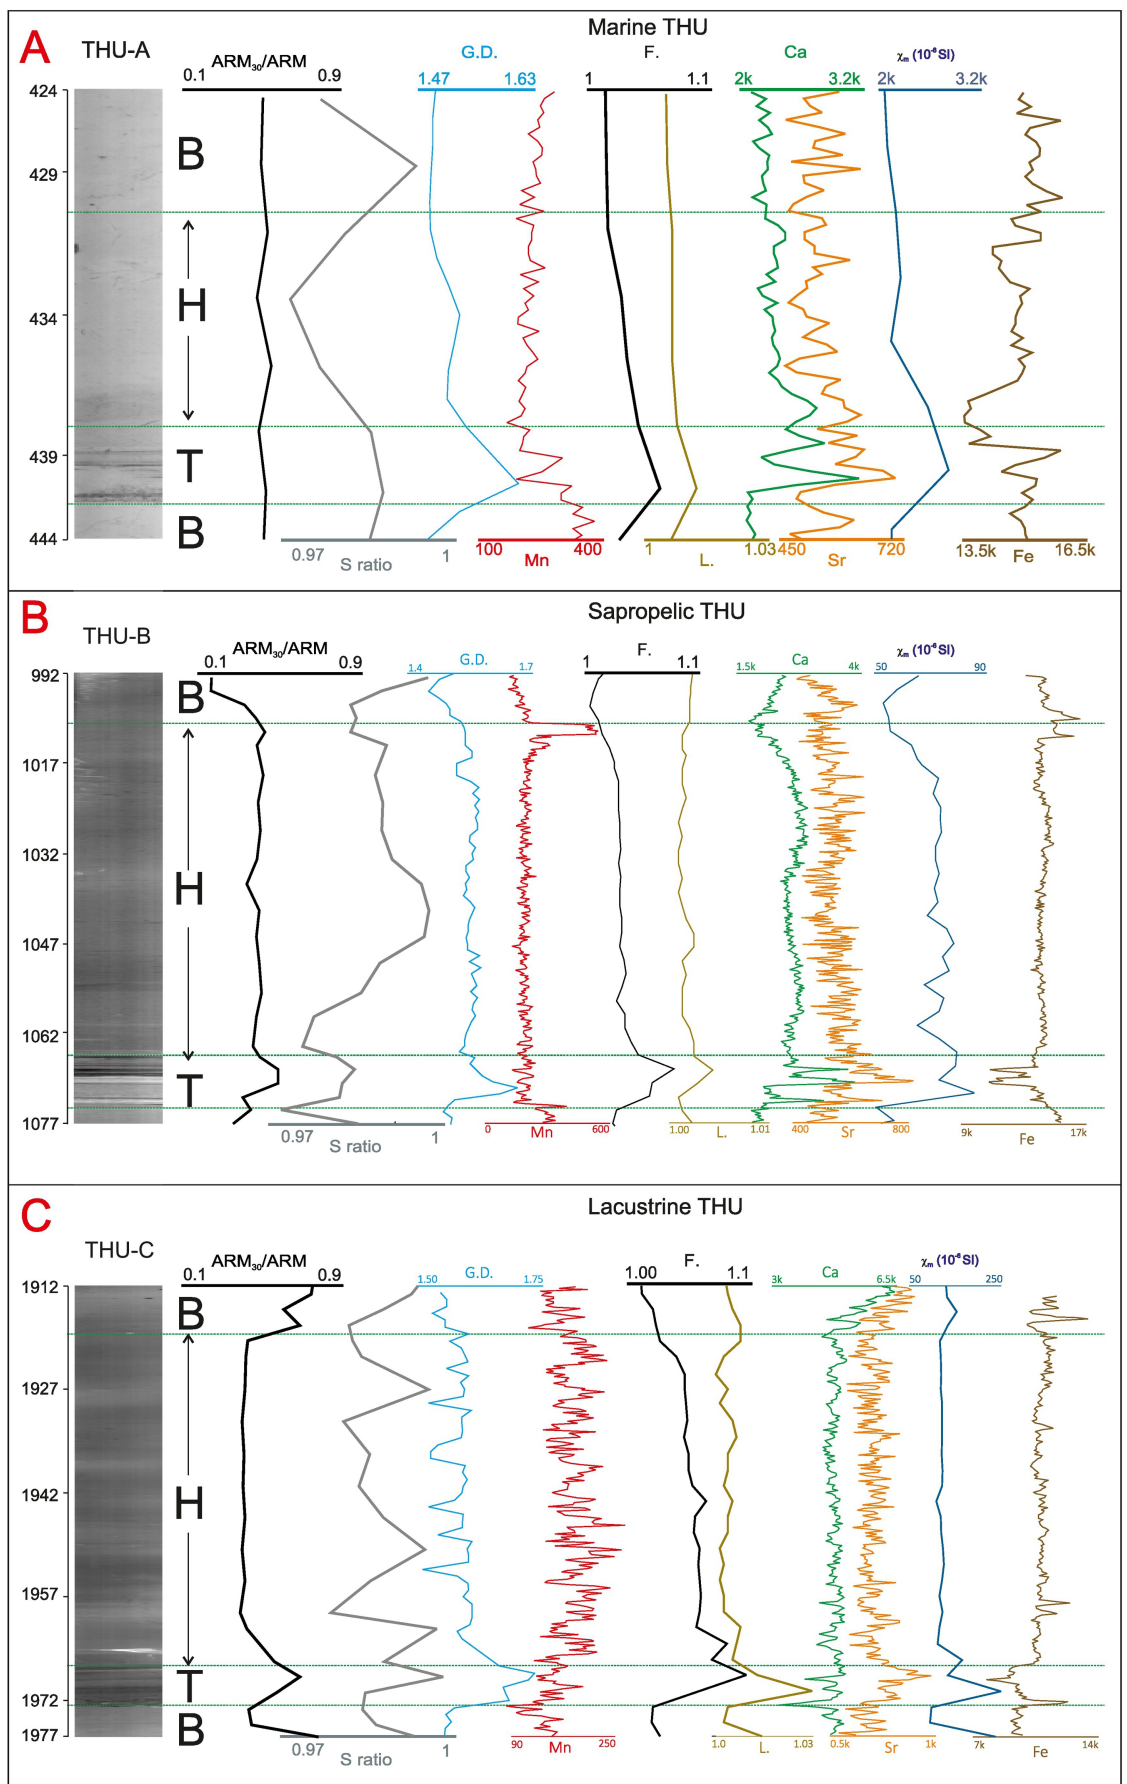 A
Marine THU
THU-A
ARM30/ARM
0.1 0.9
G.D.
1.47 1.63
F.
1 1.1
Ca
2k 3.2k
χm (10-6 SI)
2k 3.2k
424
429
434
439
444
B
H
T
B
0.97 S ratio 1
100 Mn 400
1 L. 1.03
450 Sr 720
13.5k Fe 16.5k
B
Sapropelic THU
THU-B
ARM30/ARM
0.1 0.9
G.D.
1.4 1.7
F.
1 1.1
Ca
1.5k 4k
χm (10-6 SI)
50 90
992
1017
1032
1047
1062
1077
B
H
T
0.97 S ratio 1
0 Mn 600
1.00 L. 1.01
400 Sr 800
9k Fe 17k
C
Lacustrine THU
THU-C
ARM30/ARM
0.1 0.9
G.D.
1.50 1.75
F.
1.00 1.1
Ca
3k 6.5k
χm (10-6 SI)
50 250
1912
1927
1942
1957
1972
1977
B
H
T
B
0.97 S ratio 1
90 Mn 250
1.0 L. 1.03
0.5k Sr 1k
7k Fe 14k